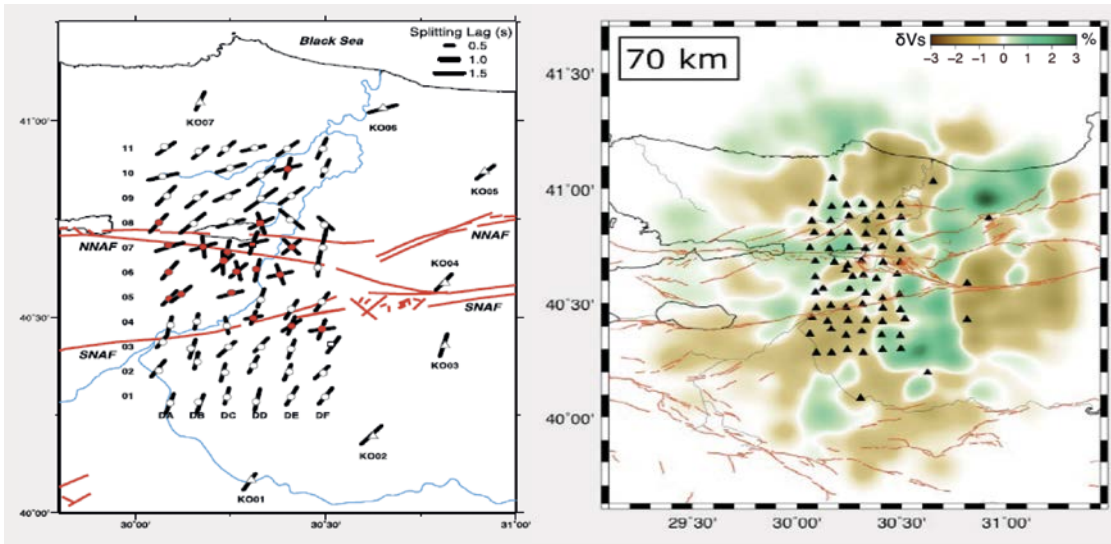 Black Sea
Splitting Lag (s)
0.5
1.0
1.5
KO07
KO06
41°00'
11
10
09
08
07
06
05
04
03
02
01
KO05
NNAF
NNAF
KO04
SNAF
40°30'
SNAF
KO03
DA DB DC DD DE DF
KO02
KO01
40°00'
30°00' 30°30' 31°00'
70 km
δVs %
−3 −2 −1 0 1 2 3
41°30'
41°00'
40°30'
40°00'
29°30' 30°00' 30°30' 31°00'